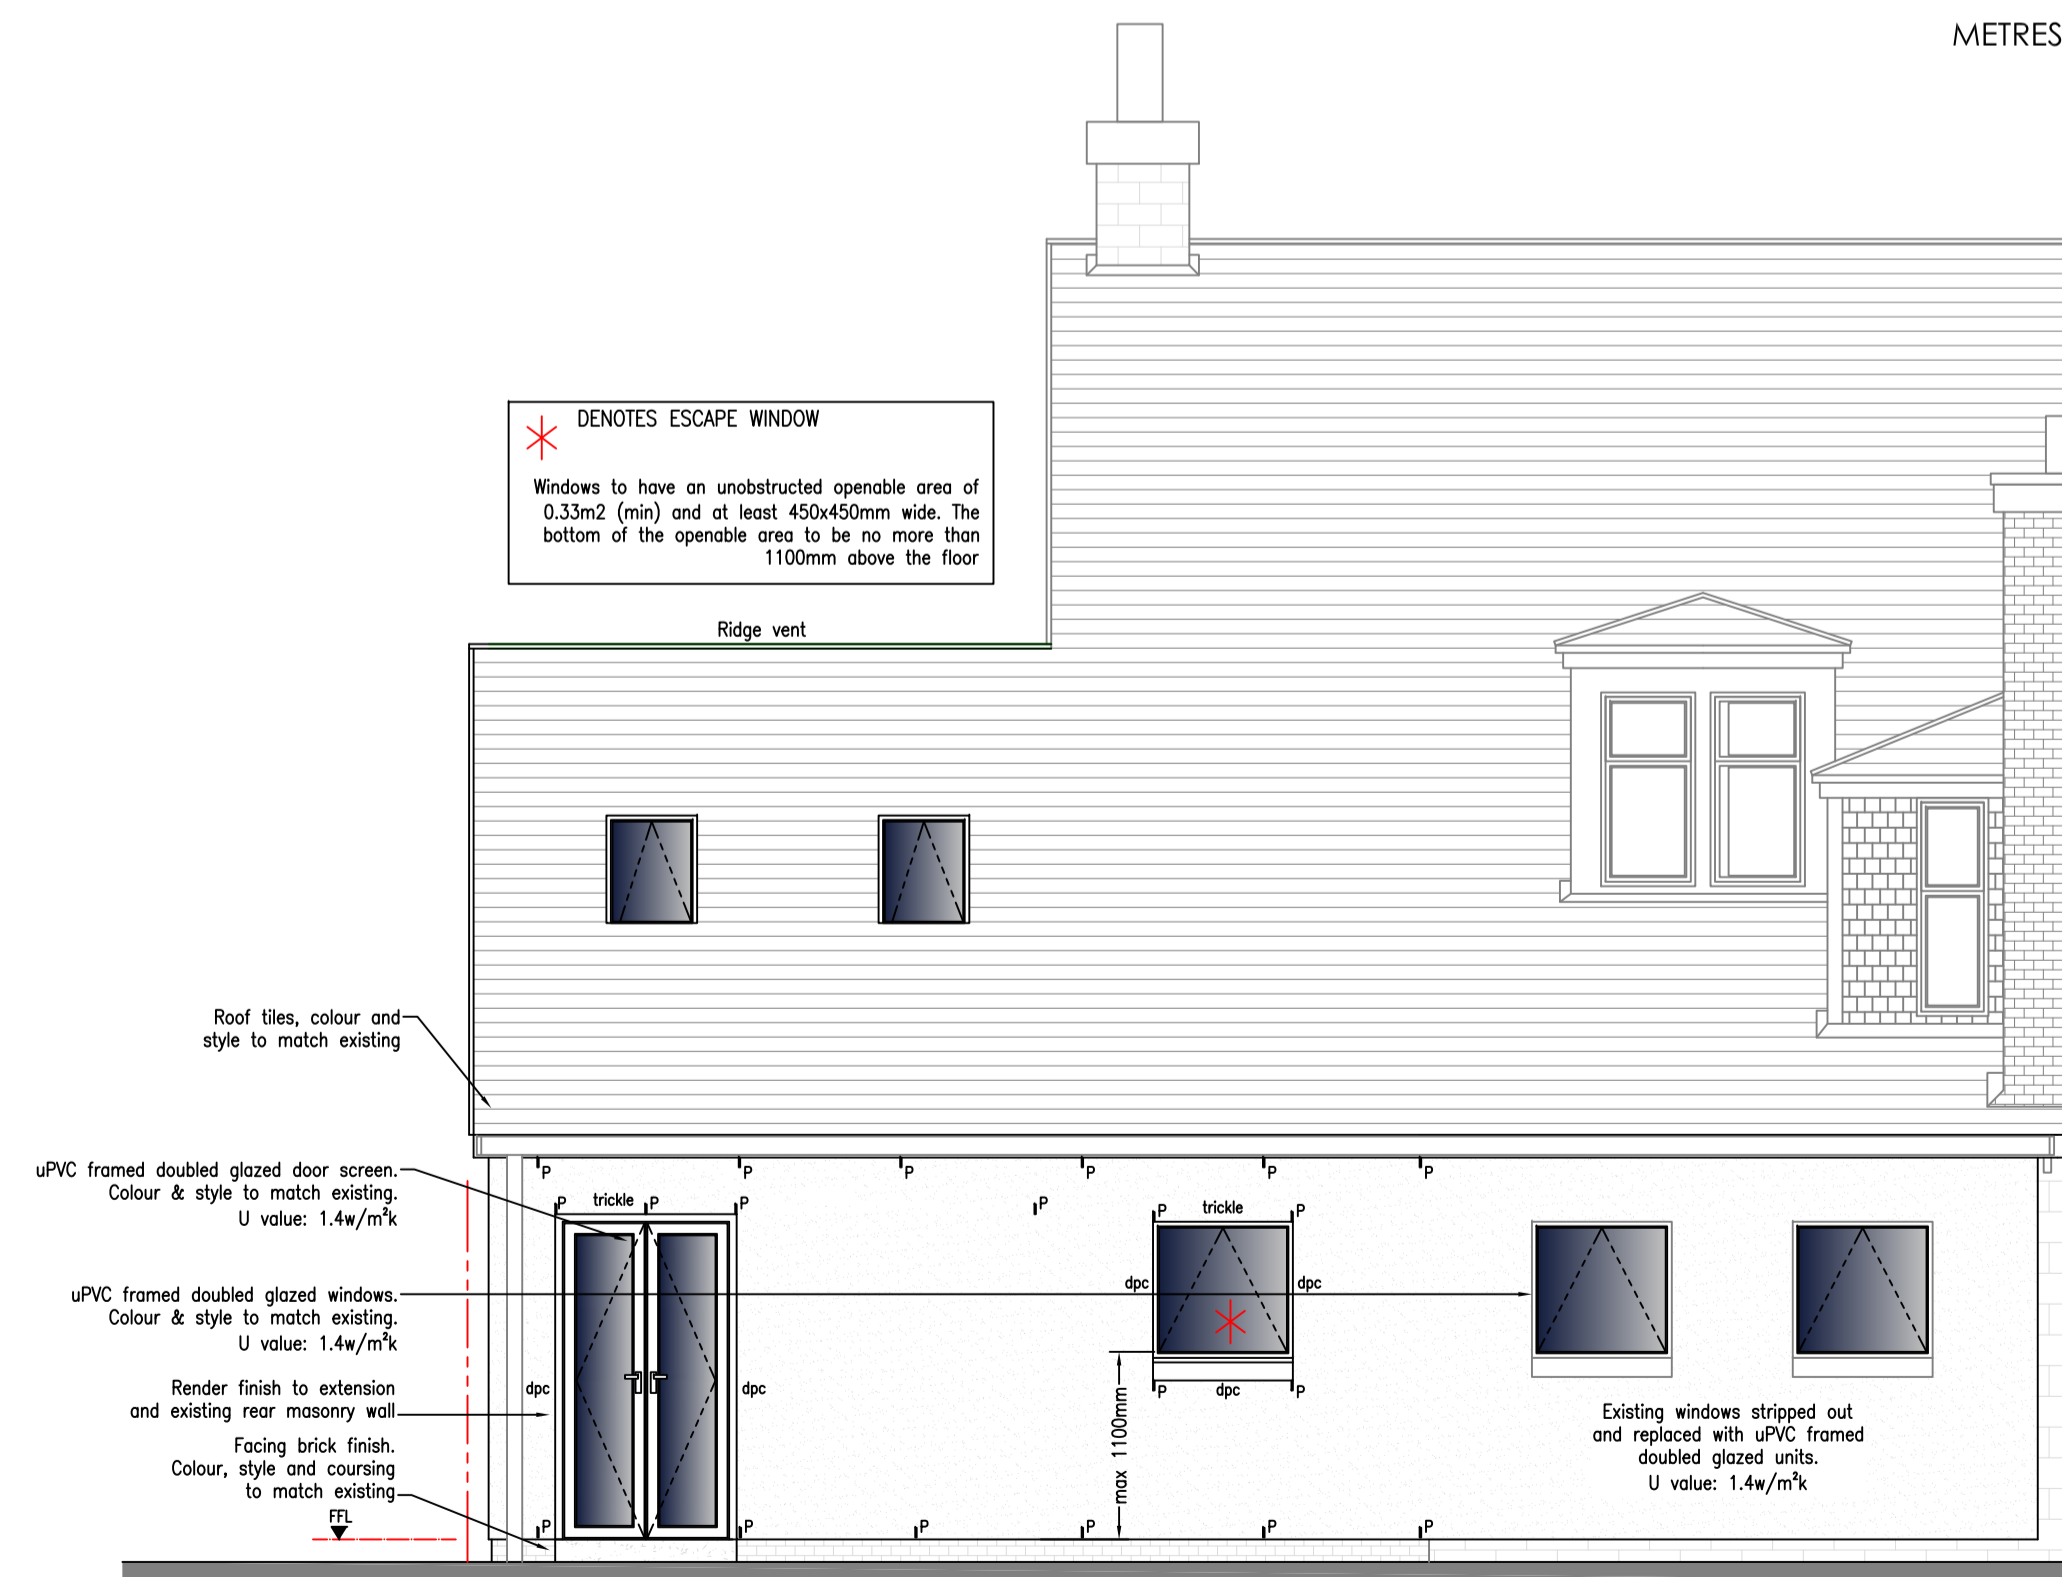 METRES
DENOTES ESCAPE WINDOW
Windows to have an unobstructed openable area of
0.33m2 (min) and at least 450x450mm wide. The
bottom of the openable area to be no more than
1100mm above the floor
Ridge vent
Roof tiles, colour and
style to match existing
uPVC framed doubled glazed door screen.
Colour & style to match existing.
U value: 1.4w/m²k
uPVC framed doubled glazed windows.
Colour & style to match existing.
U value: 1.4w/m²k
Render finish to extension
and existing rear masonry wall
Facing brick finish.
Colour, style and coursing
to match existing
FFL
P P P P P P
P trickle P P P P trickle P
dpc dpc
dpc dpc
P dpc P
max 1100mm
Existing windows stripped out
and replaced with uPVC framed
doubled glazed units.
U value: 1.4w/m²k
P P P P P P